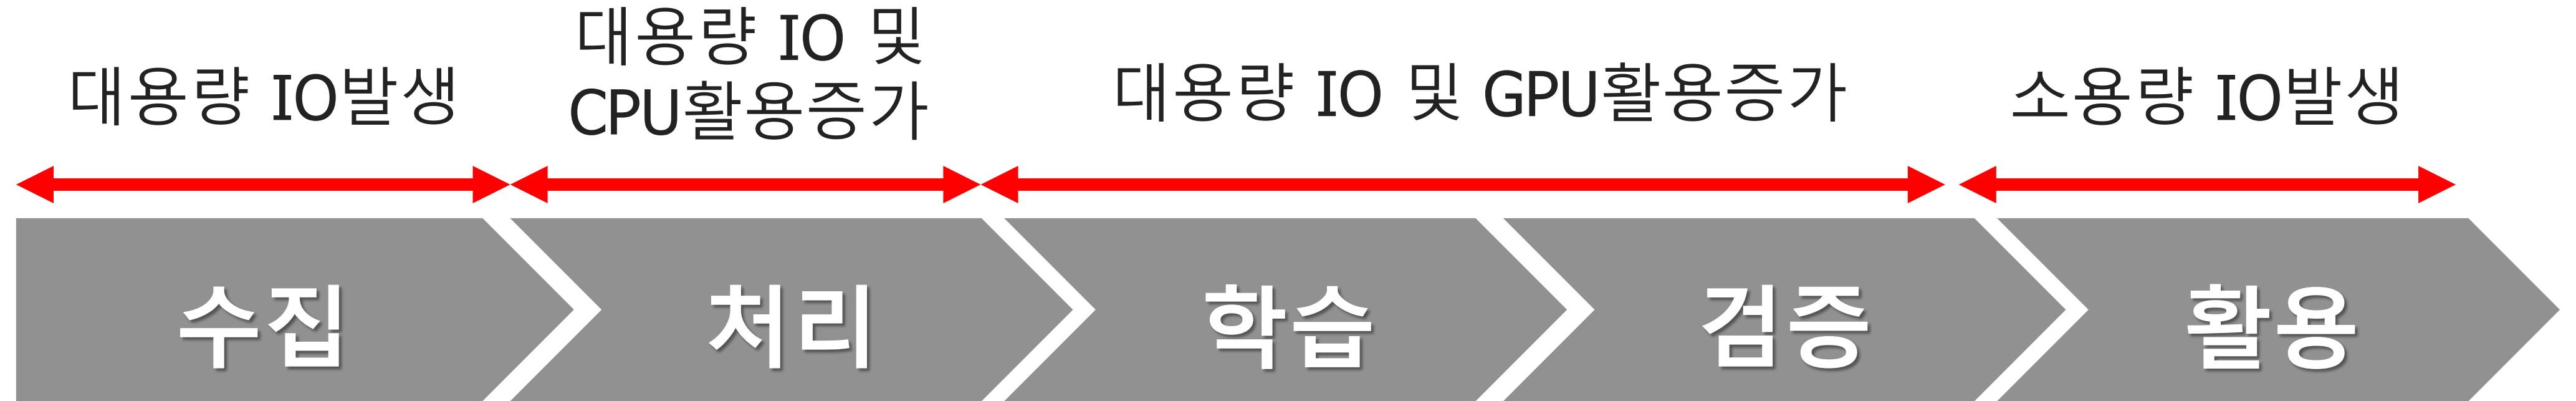 대용량 IO발생
대용량 IO 및
CPU활용증가
대용량 IO 및 GPU활용증가
소용량 IO발생
수집
처리
학습
검증
활용